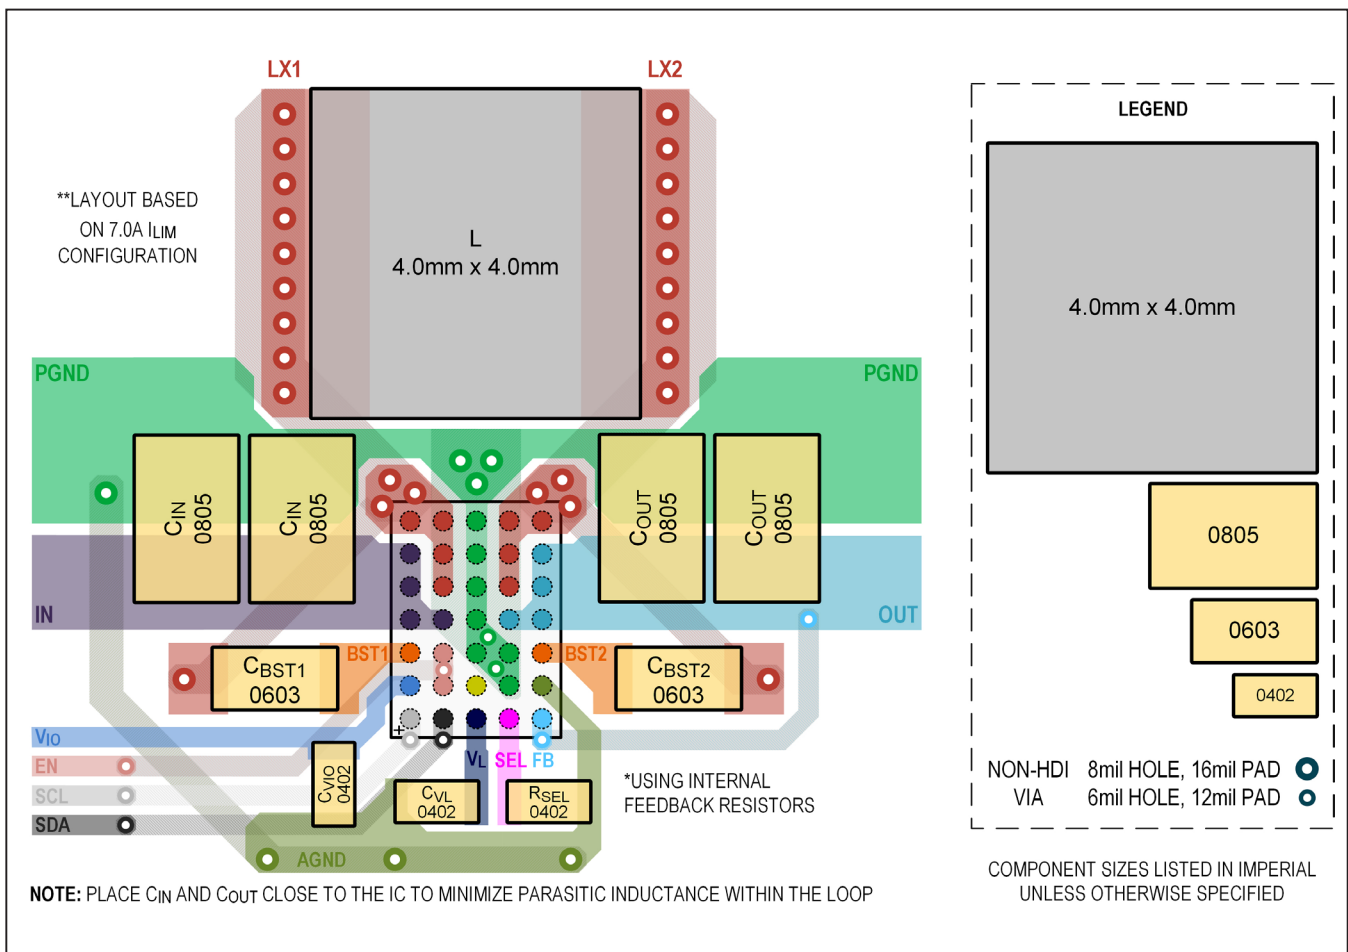 LX1
LX2
LEGEND
**LAYOUT BASED
ON 7.0A ILIM
CONFIGURATION
L
4.0mm x 4.0mm
4.0mm x 4.0mm
PGND
PGND
CIN
0805
CIN
0805
COUT
0805
COUT
0805
0805
IN
OUT
0603
BST1
BST2
CBST1
0603
CBST2
0603
0402
+
VIO
EN
SCL
SDA
VL
SEL
FB
CVIO
0402
CVL
0402
RSEL
0402
*USING INTERNAL
FEEDBACK RESISTORS
NON-HDI 8mil HOLE, 16mil PAD
VIA 6mil HOLE, 12mil PAD
AGND
NOTE: PLACE CIN AND COUT CLOSE TO THE IC TO MINIMIZE PARASITIC INDUCTANCE WITHIN THE LOOP
COMPONENT SIZES LISTED IN IMPERIAL
UNLESS OTHERWISE SPECIFIED